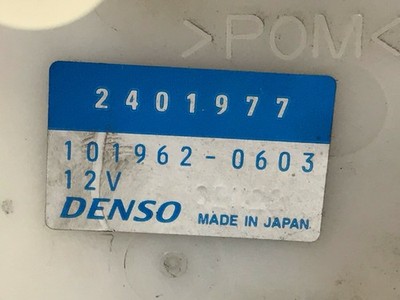 >POM<
2401977
101962-0603
12V
DENSO MADE IN JAPAN